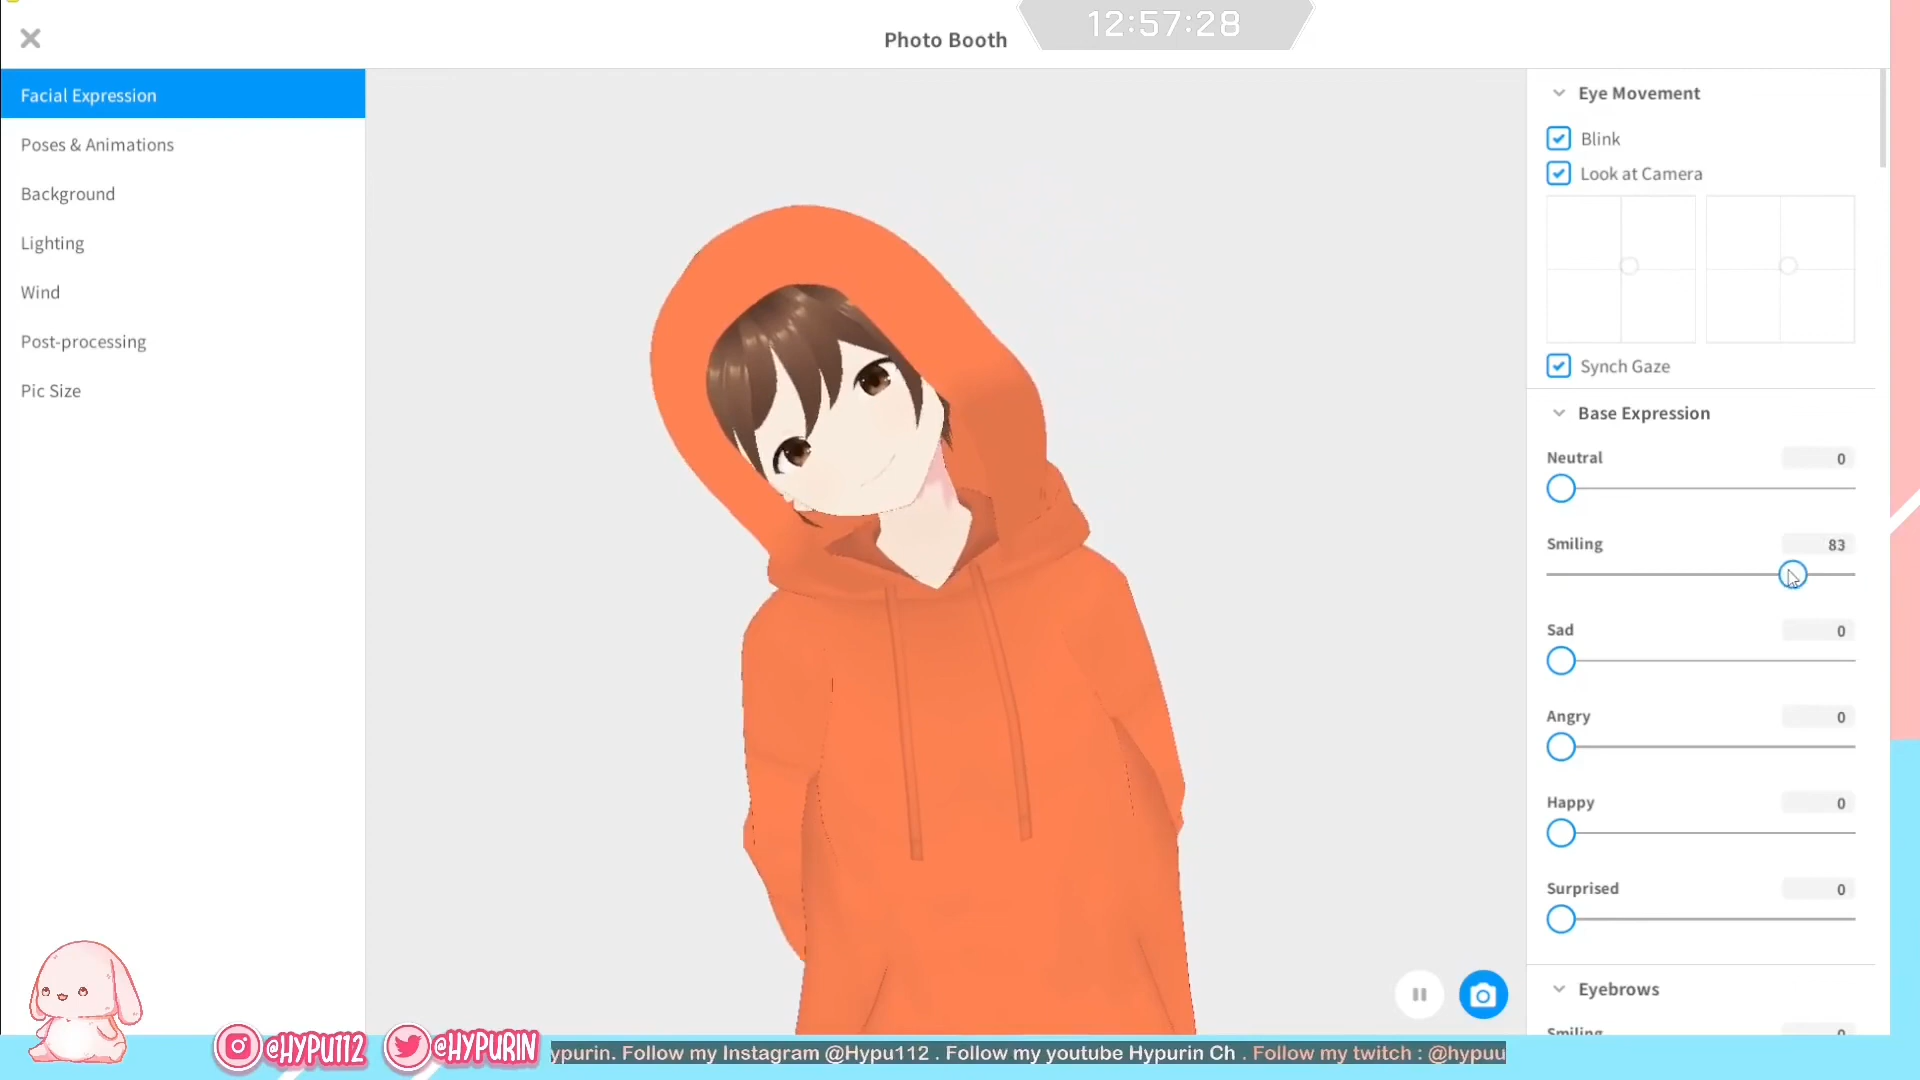 12:57:28
Photo Booth
Facial Expression
Poses & Animations
Background
Lighting
Wind
Post-processing
Pic Size
Eye Movement
Blink
Look at Camera
Synch Gaze
Base Expression
Neutral 0
Smiling 83
Sad 0
Angry 0
Happy 0
Surprised 0
Eyebrows
Smiling 0
@HYPU112 @HYPURIN ypurin. Follow my Instagram @Hypu112 . Follow my youtube Hypurin Ch . Follow my twitch : @hypuu